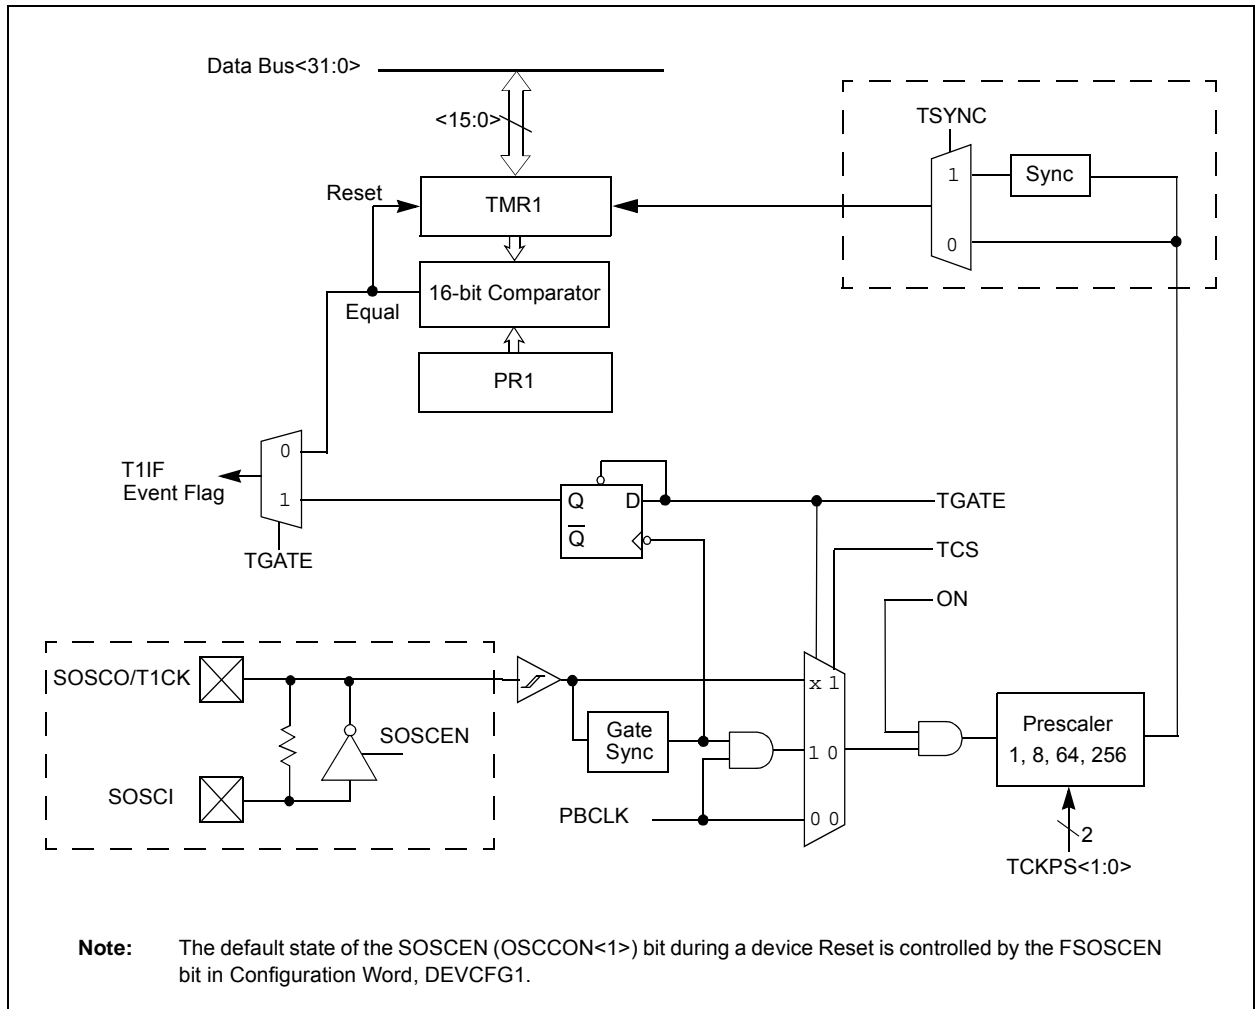 Data Bus<31:0>
<15:0>
TSYNC
1
Sync
Reset
TMR1
0
16-bit Comparator
Equal
PR1
0
T1IF
Event Flag
1
Q
D
TGATE
Q
TGATE
TCS
ON
SOSCO/T1CK
x 1
SOSCEN
Gate
Sync
1 0
Prescaler
1, 8, 64, 256
SOSCI
PBCLK
0 0
2
TCKPS<1:0>
Note: The default state of the SOSCEN (OSCCON<1>) bit during a device Reset is controlled by the FSOSCEN
bit in Configuration Word, DEVCFG1.